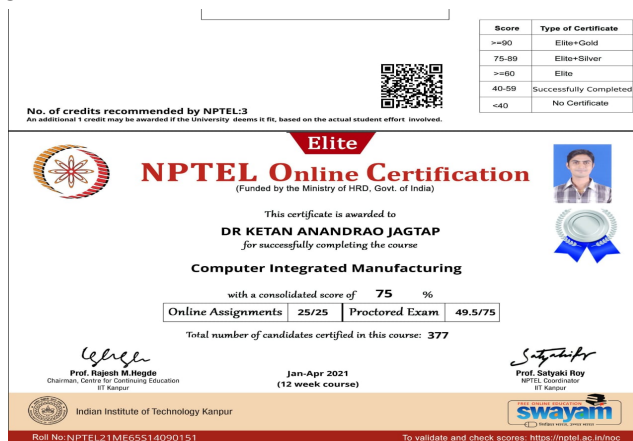 Score Type of Certificate
>=90 Elite+Gold
75-89 Elite+Silver
>=60 Elite
40-59 Successfully Completed
<40 No Certificate
No. of credits recommended by NPTEL:3
An additional 1 credit may be awarded if the University deems it fit, based on the actual student effort involved.
Elite
NPTEL Online Certification
(Funded by the Ministry of HRD, Govt. of India)
This certificate is awarded to
DR KETAN ANANDRAO JAGTAP
for successfully completing the course
Computer Integrated Manufacturing
with a consolidated score of 75 %
Online Assignments 25/25 Proctored Exam 49.5/75
Total number of candidates certified in this course: 377
Prof. Rajesh M.Hegde
Chairman, Centre for Continuing Education
IIT Kanpur
Jan-Apr 2021
(12 week course)
Prof. Satyaki Roy
NPTEL Coordinator
IIT Kanpur
Indian Institute of Technology Kanpur
FREE ONLINE EDUCATION
swayam
शिक्षित भारत, उन्नत भारत
Roll No:NPTEL21ME65S14090151
To validate and check scores: https://nptel.ac.in/noc